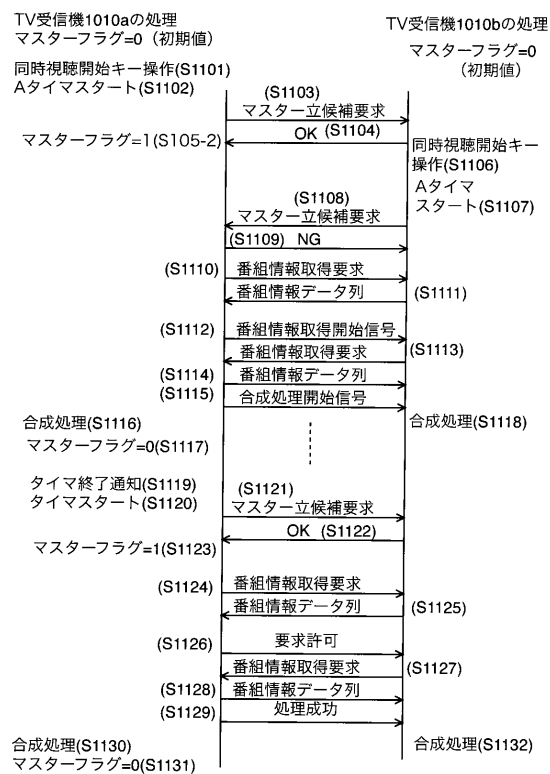 TV受信機1010aの処理
マスターフラグ=0（初期値）
TV受信機1010bの処理
マスターフラグ=0
（初期値）
同時視聴開始キー操作(S1101)
Aタイマスタート(S1102)
(S1103)
マスター立候補要求
OK (S1104)
マスターフラグ=1(S105-2)
同時視聴開始キー
操作(S1106)
Aタイマ
スタート(S1107)
(S1108)
マスター立候補要求
(S1109) NG
(S1110) 番組情報取得要求
番組情報データ列 (S1111)
(S1112) 番組情報取得開始信号
番組情報取得要求 (S1113)
(S1114) 番組情報データ列
(S1115) 合成処理開始信号
合成処理(S1116)
合成処理(S1118)
マスターフラグ=0(S1117)
タイマ終了通知(S1119)
タイマスタート(S1120)
(S1121)
マスター立候補要求
OK (S1122)
マスターフラグ=1(S1123)
(S1124) 番組情報取得要求
番組情報データ列 (S1125)
(S1126) 要求許可
番組情報取得要求 (S1127)
(S1128) 番組情報データ列
(S1129) 処理成功
合成処理(S1130)
合成処理(S1132)
マスターフラグ=0(S1131)